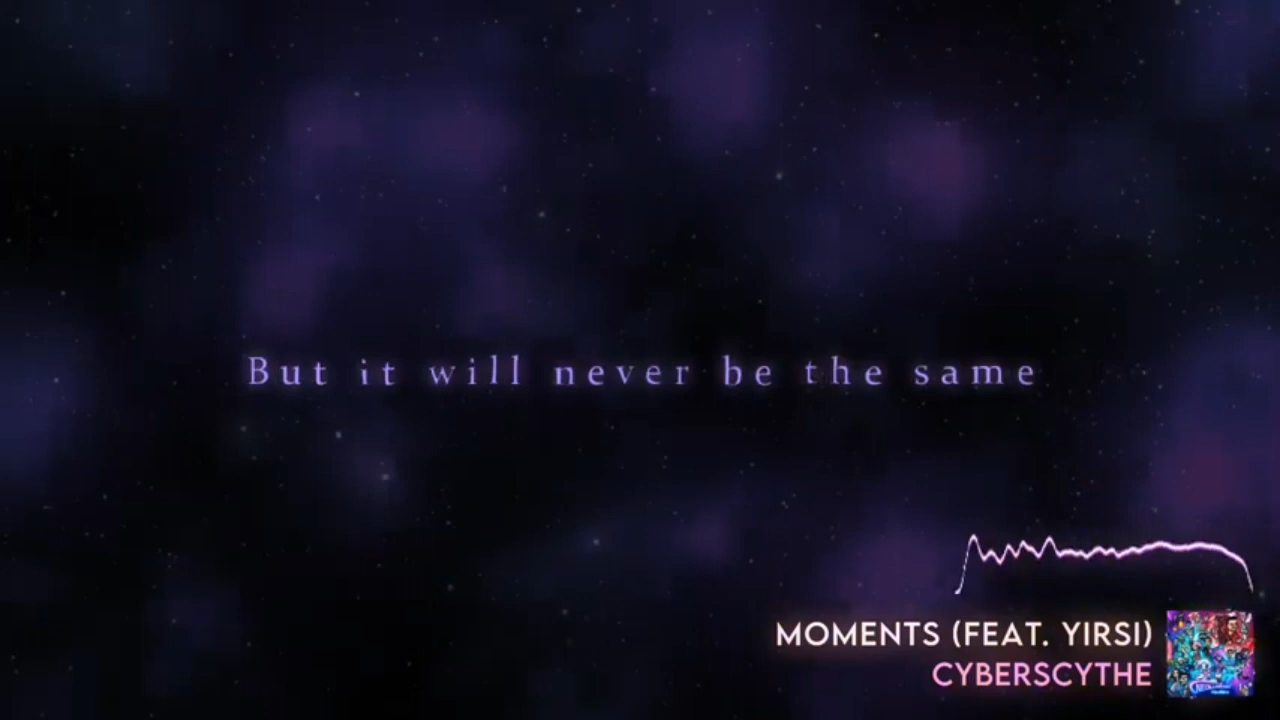 But it will never be the same
MOMENTS (FEAT. YIRSI)
CYBERSCYTHE